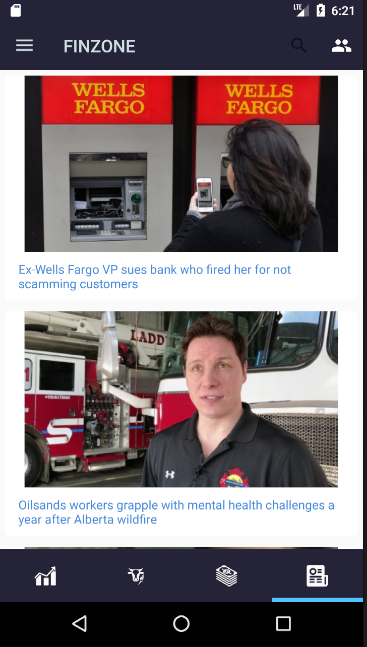 LTE 6:21
FINZONE
WELLS
FARGO
WELLS
FARGO
Ex-Wells Fargo VP sues bank who fired her for not
scamming customers
LADD
Oilsands workers grapple with mental health challenges a
year after Alberta wildfire